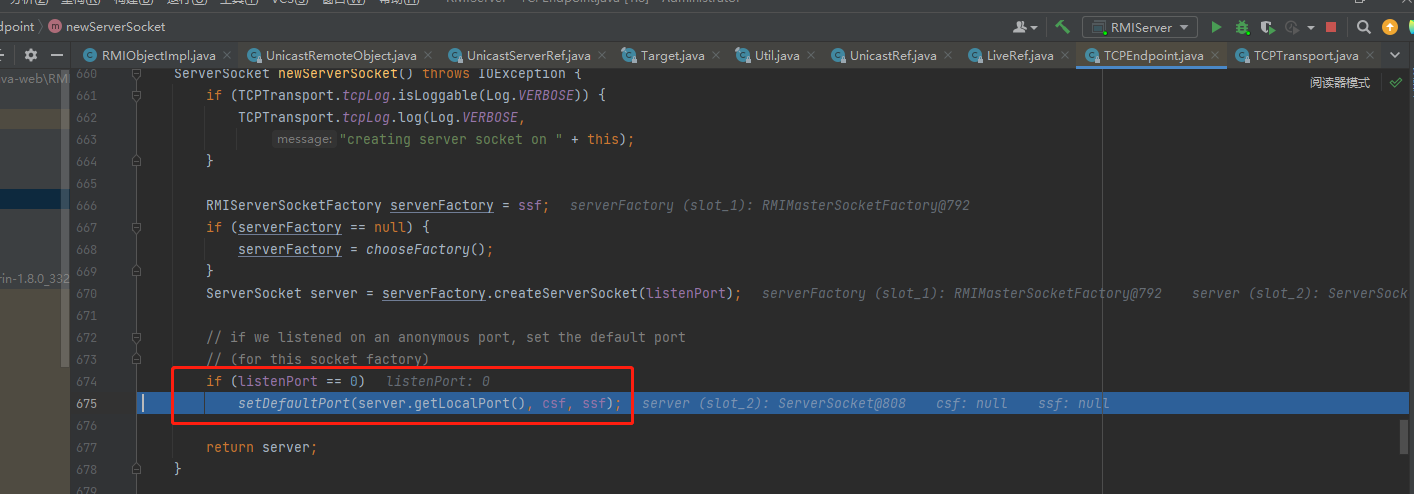 newServerSocket
RMIServer
RMIObjectImpl.java UnicastRemoteObject.java UnicastServerRef.java Target.java Util.java UnicastRef.java LiveRef.java TCPEndpoint.java TCPTransport.java
阅读器模式
660 ServerSocket newServerSocket() throws IOException {
661 if (TCPTransport.tcpLog.isLoggable(Log.VERBOSE)) {
662 TCPTransport.tcpLog.log(Log.VERBOSE,
663 message: "creating server socket on " + this);
664 }
665
666 RMIServerSocketFactory serverFactory = ssf; serverFactory (slot_1): RMIMasterSocketFactory@792
667 if (serverFactory == null) {
668 serverFactory = chooseFactory();
669 }
670 ServerSocket server = serverFactory.createServerSocket(listenPort); serverFactory (slot_1): RMIMasterSocketFactory@792 server (slot_2): ServerSock
671
672 // if we listened on an anonymous port, set the default port
673 // (for this socket factory)
674 if (listenPort == 0) listenPort: 0
675 setDefaultPort(server.getLocalPort(), csf, ssf); server (slot_2): ServerSocket@808 csf: null ssf: null
676
677 return server;
678 }
679
va-web\RM
rin-1.8.0_332